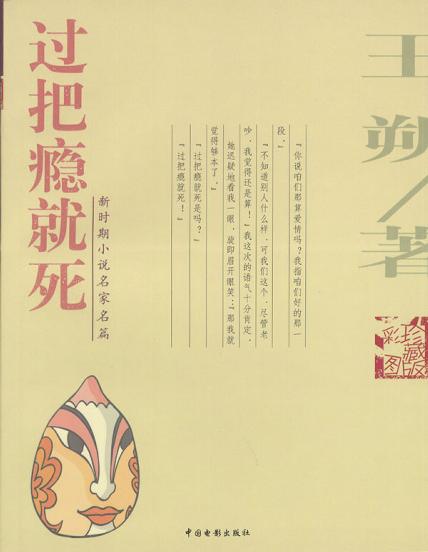 过把瘾就死
新时期小说名家名篇
王朔/著
珍藏版
彩图
“你说咱们那算爱情吗?我指咱们好的那一
段。”
“不知道别人什么样,可我们这个,尽管老
吵,我觉得还是算!”我这次的语气十分肯定。
她迟疑地看我一眼,旋即眉开眼笑:“那我就
觉得够本了。”
“过把瘾就死是吗?”
“过把瘾就死!”
中国电影出版社